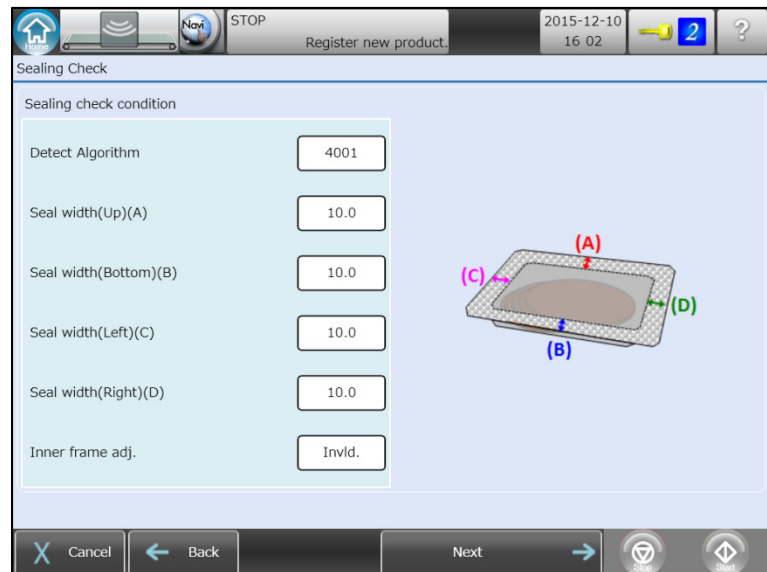 Home
Navi
STOP
Register new product.
2015-12-10
16 02
2
?
Sealing Check
Sealing check condition
Detect Algorithm
4001
Seal width(Up)(A)
10.0
Seal width(Bottom)(B)
10.0
Seal width(Left)(C)
10.0
Seal width(Right)(D)
10.0
Inner frame adj.
Invld.
(A)
(C)
(D)
(B)
X Cancel
Back
Next
Stop
Start